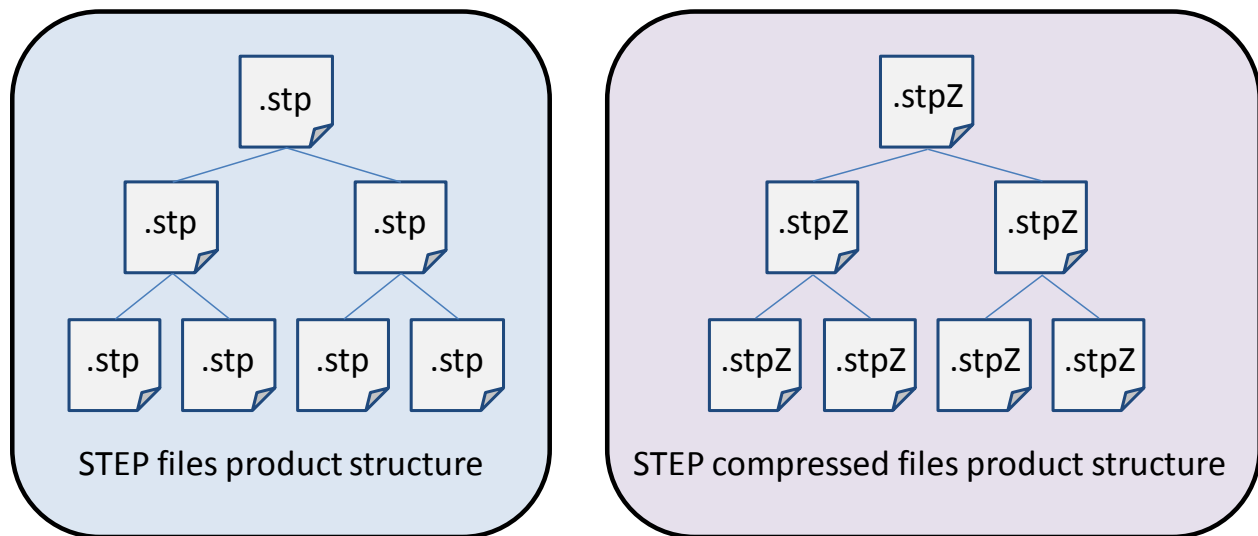 .stp
.stp .stp
.stp .stp .stp .stp
STEP files product structure
.stpZ
.stpZ .stpZ
.stpZ .stpZ .stpZ .stpZ
STEP compressed files product structure